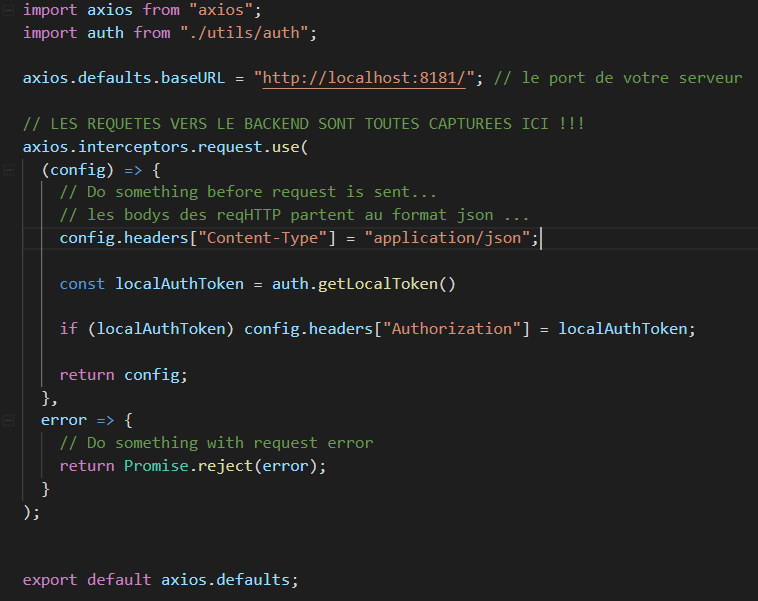 import axios from "axios";
import auth from "./utils/auth";
axios.defaults.baseURL = "http://localhost:8181/"; // le port de votre serveur
// LES REQUETES VERS LE BACKEND SONT TOUTES CAPTUREES ICI !!!
axios.interceptors.request.use(
(config) => {
// Do something before request is sent...
// les bodys des reqHTTP partent au format json ...
config.headers["Content-Type"] = "application/json";
const localAuthToken = auth.getLocalToken()
if (localAuthToken) config.headers["Authorization"] = localAuthToken;
return config;
},
error => {
// Do something with request error
return Promise.reject(error);
}
);
export default axios.defaults;